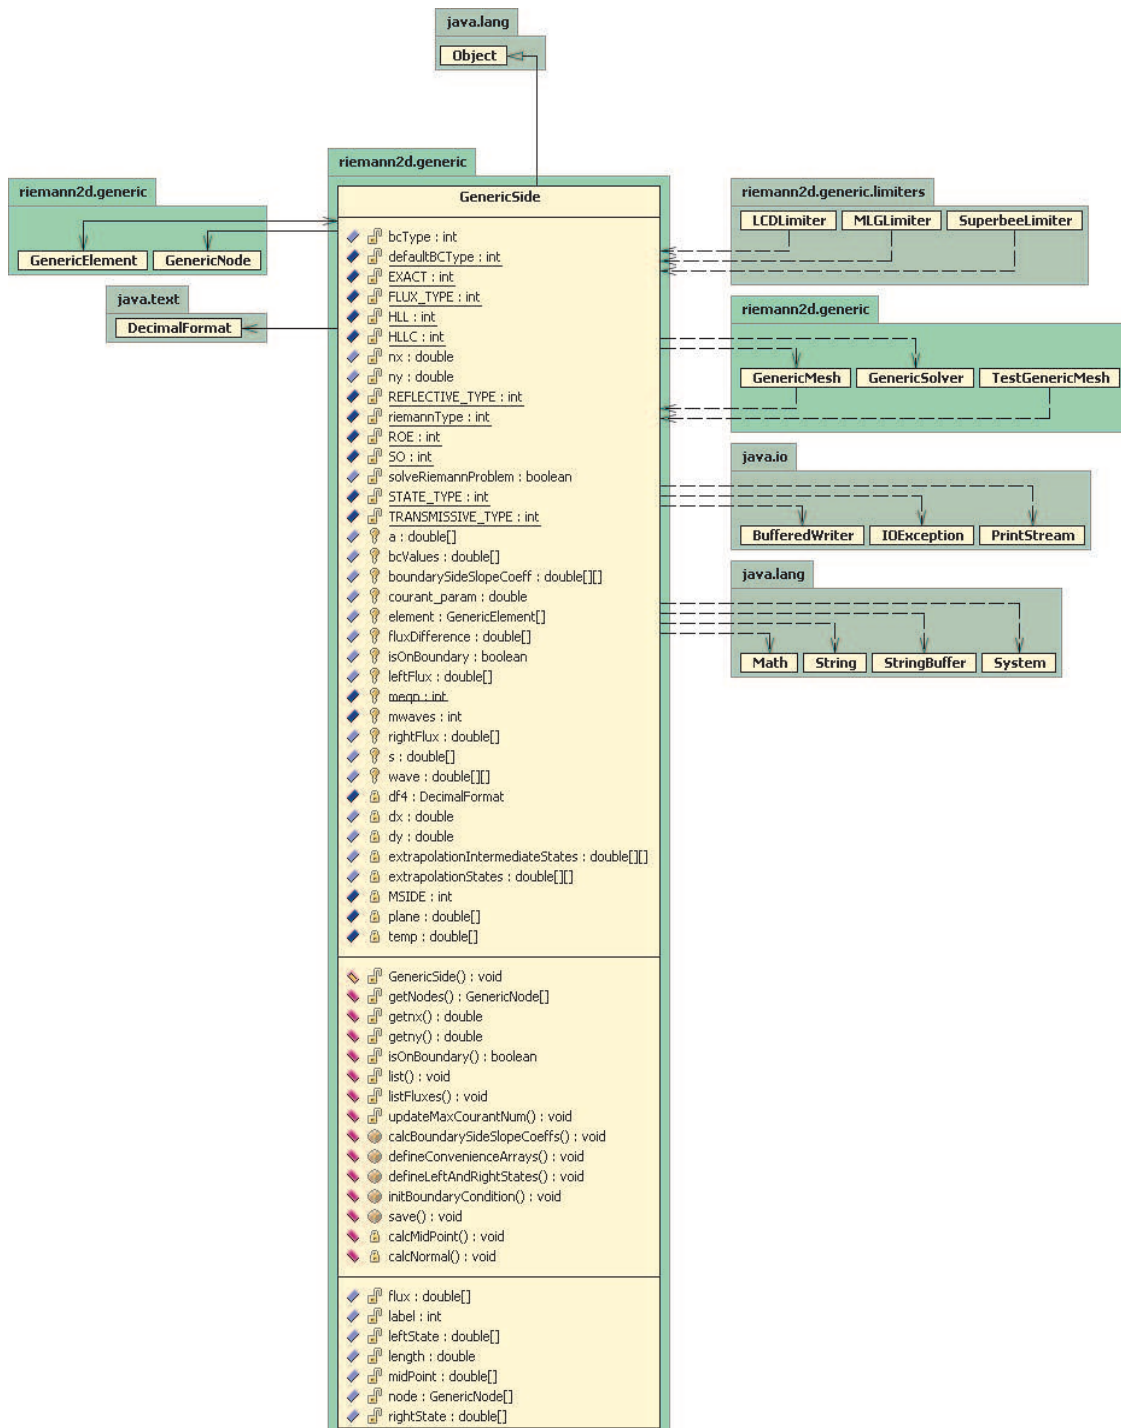 java.lang
Object
riemann2d.generic
GenericElement
GenericNode
java.text
DecimalFormat
riemann2d.generic
GenericSide
bcType : int
defaultBCType : int
EXACT : int
FLUX_TYPE : int
HLL : int
HLLC : int
nx : double
ny : double
REFLECTIVE_TYPE : int
riemannType : int
ROE : int
SO : int
solveRiemannProblem : boolean
STATE_TYPE : int
TRANSMISSIVE_TYPE : int
a : double[]
bcValues : double[]
boundarySideSlopeCoeff : double[][]
courant_param : double
element : GenericElement[]
fluxDifference : double[]
isOnBoundary : boolean
leftFlux : double[]
meqn : int
mwaves : int
rightFlux : double[]
s : double[]
wave : double[][]
df4 : DecimalFormat
dx : double
dy : double
extrapolationIntermediateStates : double[][]
extrapolationStates : double[][]
MSIDE : int
plane : double[]
temp : double[]
GenericSide() : void
getNodes() : GenericNode[]
getnx() : double
getny() : double
isOnBoundary() : boolean
list() : void
listFluxes() : void
updateMaxCourantNum() : void
calcBoundarySideSlopeCoeffs() : void
defineConvenienceArrays() : void
defineLeftAndRightStates() : void
initBoundaryCondition() : void
save() : void
calcMidPoint() : void
calcNormal() : void
flux : double[]
label : int
leftState : double[]
length : double
midPoint : double[]
node : GenericNode[]
rightState : double[]
riemann2d.generic.limiters
LCDLimiter
MLGLimiter
SuperbeeLimiter
riemann2d.generic
GenericMesh
GenericSolver
TestGenericMesh
java.io
BufferedWriter
IOException
PrintStream
java.lang
Math
String
StringBuffer
System